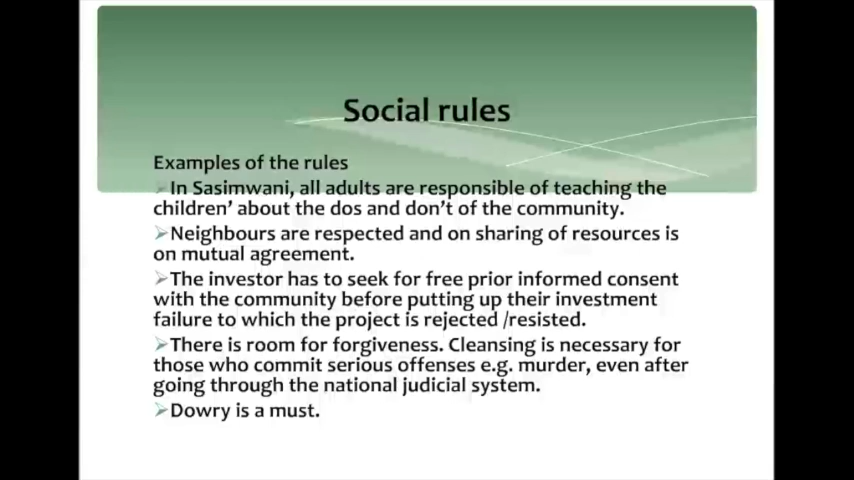 Social rules
Examples of the rules
In Sasimwani, all adults are responsible of teaching the
children’ about the dos and don’t of the community.
Neighbours are respected and on sharing of resources is
on mutual agreement.
The investor has to seek for free prior informed consent
with the community before putting up their investment
failure to which the project is rejected /resisted.
There is room for forgiveness. Cleansing is necessary for
those who commit serious offenses e.g. murder, even after
going through the national judicial system.
Dowry is a must.